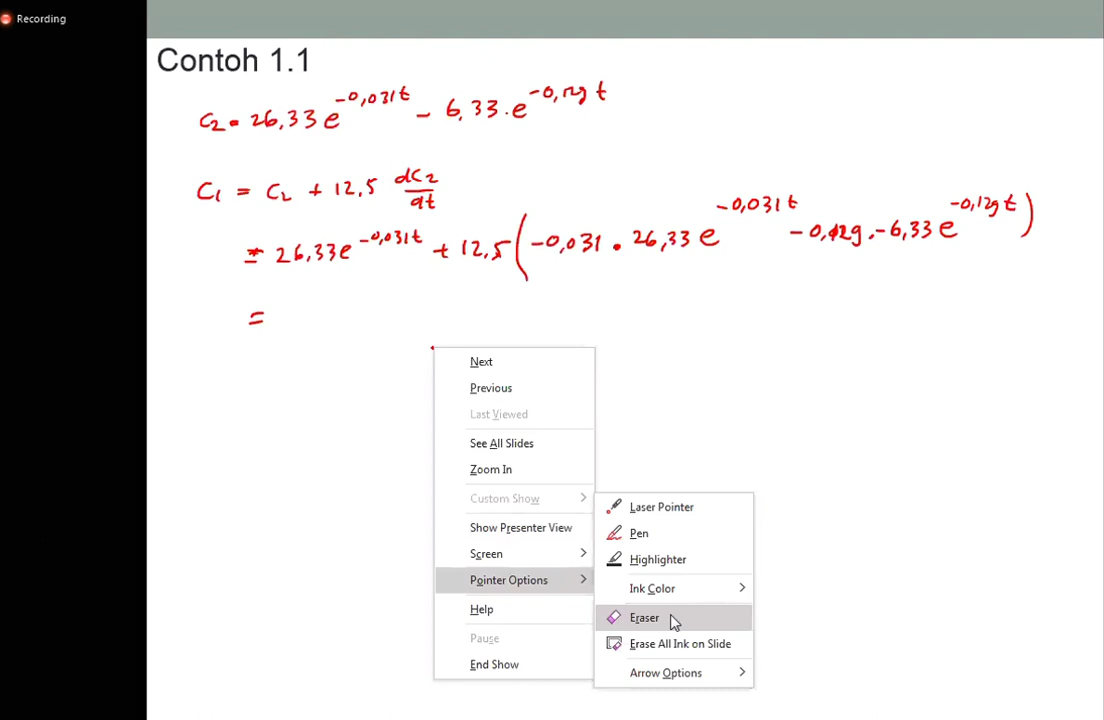 Recording
Contoh 1.1
C2 = 26,33 e^-0,031t - 6,33 . e^-0,129 t
C1 = C2 + 12,5 dC2/dt
= 26,33e^-0,031t + 12,5 (-0,031 . 26,33 e^-0,031t - 0,129 . -6,33 e^-0,129t)
=
Next
Previous
Last Viewed
See All Slides
Zoom In
Custom Show
Show Presenter View
Screen
Pointer Options
Help
Pause
End Show
Laser Pointer
Pen
Highlighter
Ink Color
Eraser
Erase All Ink on Slide
Arrow Options